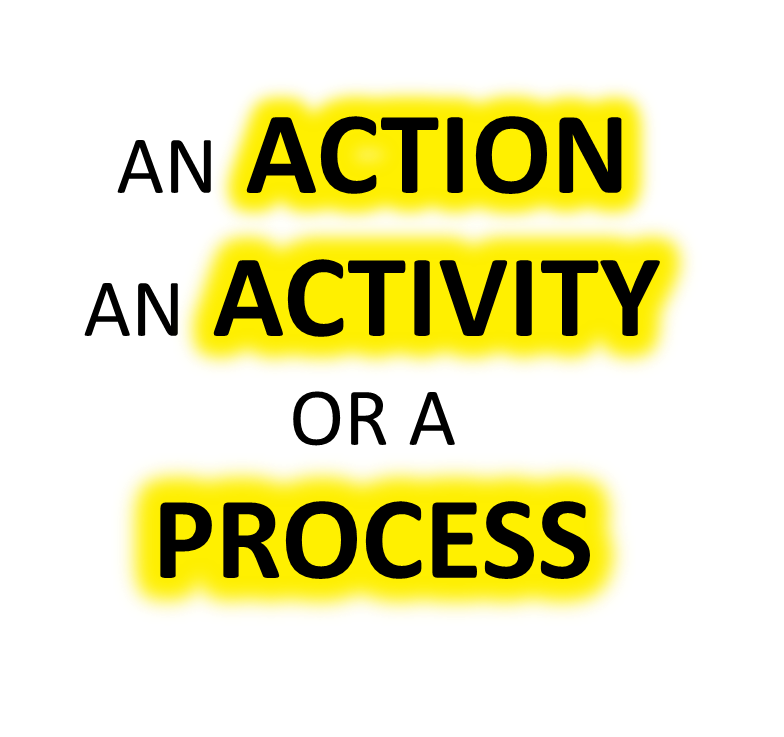 AN ACTION
AN ACTIVITY
OR A
PROCESS